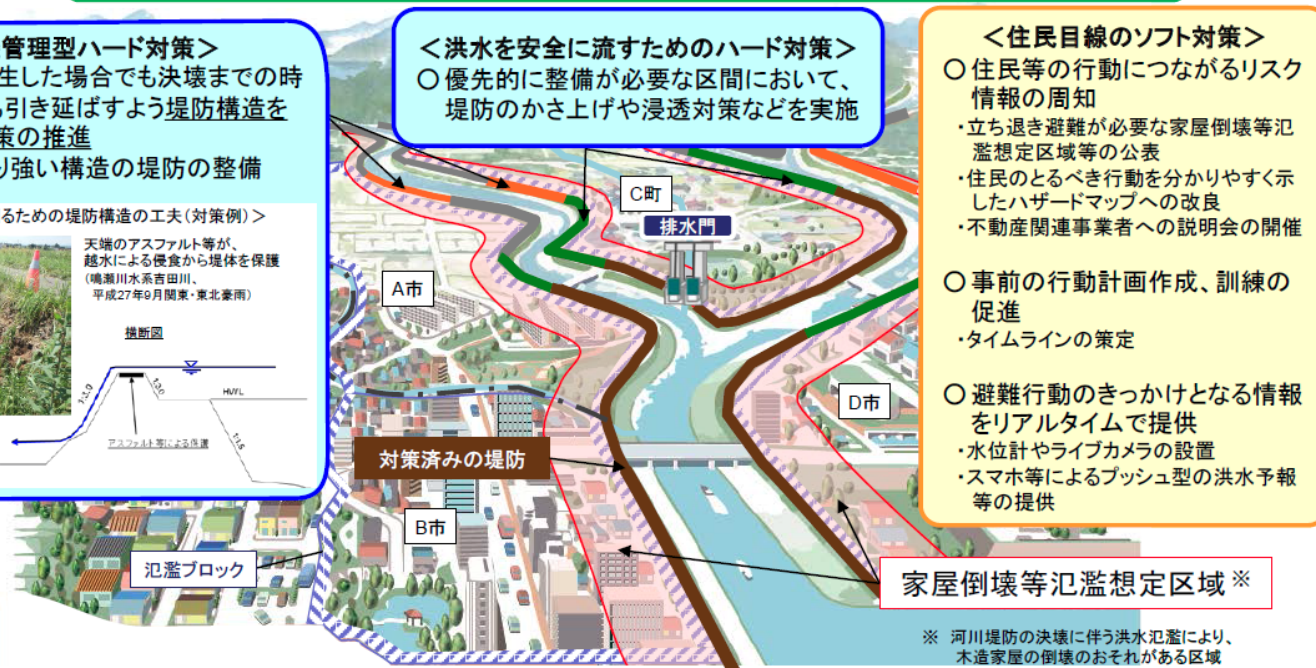 管理型ハード対策＞
生した場合でも決壊までの時
も引き延ばすよう堤防構造を
策の推進
り強い構造の堤防の整備
るための堤防構造の工夫(対策例)＞
天端のアスファルト等が、
越水による侵食から堤体を保護
(鳴瀬川水系吉田川、
平成27年9月関東・東北豪雨)
横断図
1:3.0
1:3.0
HWL
1:1.5
アスファルト等による保護
＜洪水を安全に流すためのハード対策＞
○優先的に整備が必要な区間において、
堤防のかさ上げや浸透対策などを実施
＜住民目線のソフト対策＞
○住民等の行動につながるリスク
情報の周知
・立ち退き避難が必要な家屋倒壊等氾
濫想定区域等の公表
・住民のとるべき行動を分かりやすく示
したハザードマップへの改良
・不動産関連事業者への説明会の開催
○事前の行動計画作成、訓練の
促進
・タイムラインの策定
○避難行動のきっかけとなる情報
をリアルタイムで提供
・水位計やライブカメラの設置
・スマホ等によるプッシュ型の洪水予報
等の提供
C町
排水門
A市
D市
対策済みの堤防
B市
氾濫ブロック
家屋倒壊等氾濫想定区域※
※ 河川堤防の決壊に伴う洪水氾濫により、
木造家屋の倒壊のおそれがある区域